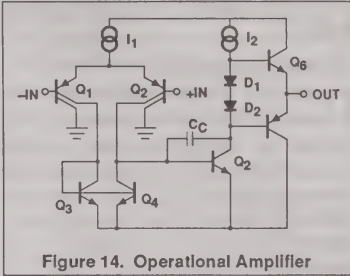 I1
I2
Q6
–IN
Q1
Q2
+IN
D1
D2
OUT
CC
Q2
Q3
Q4
Figure 14. Operational Amplifier